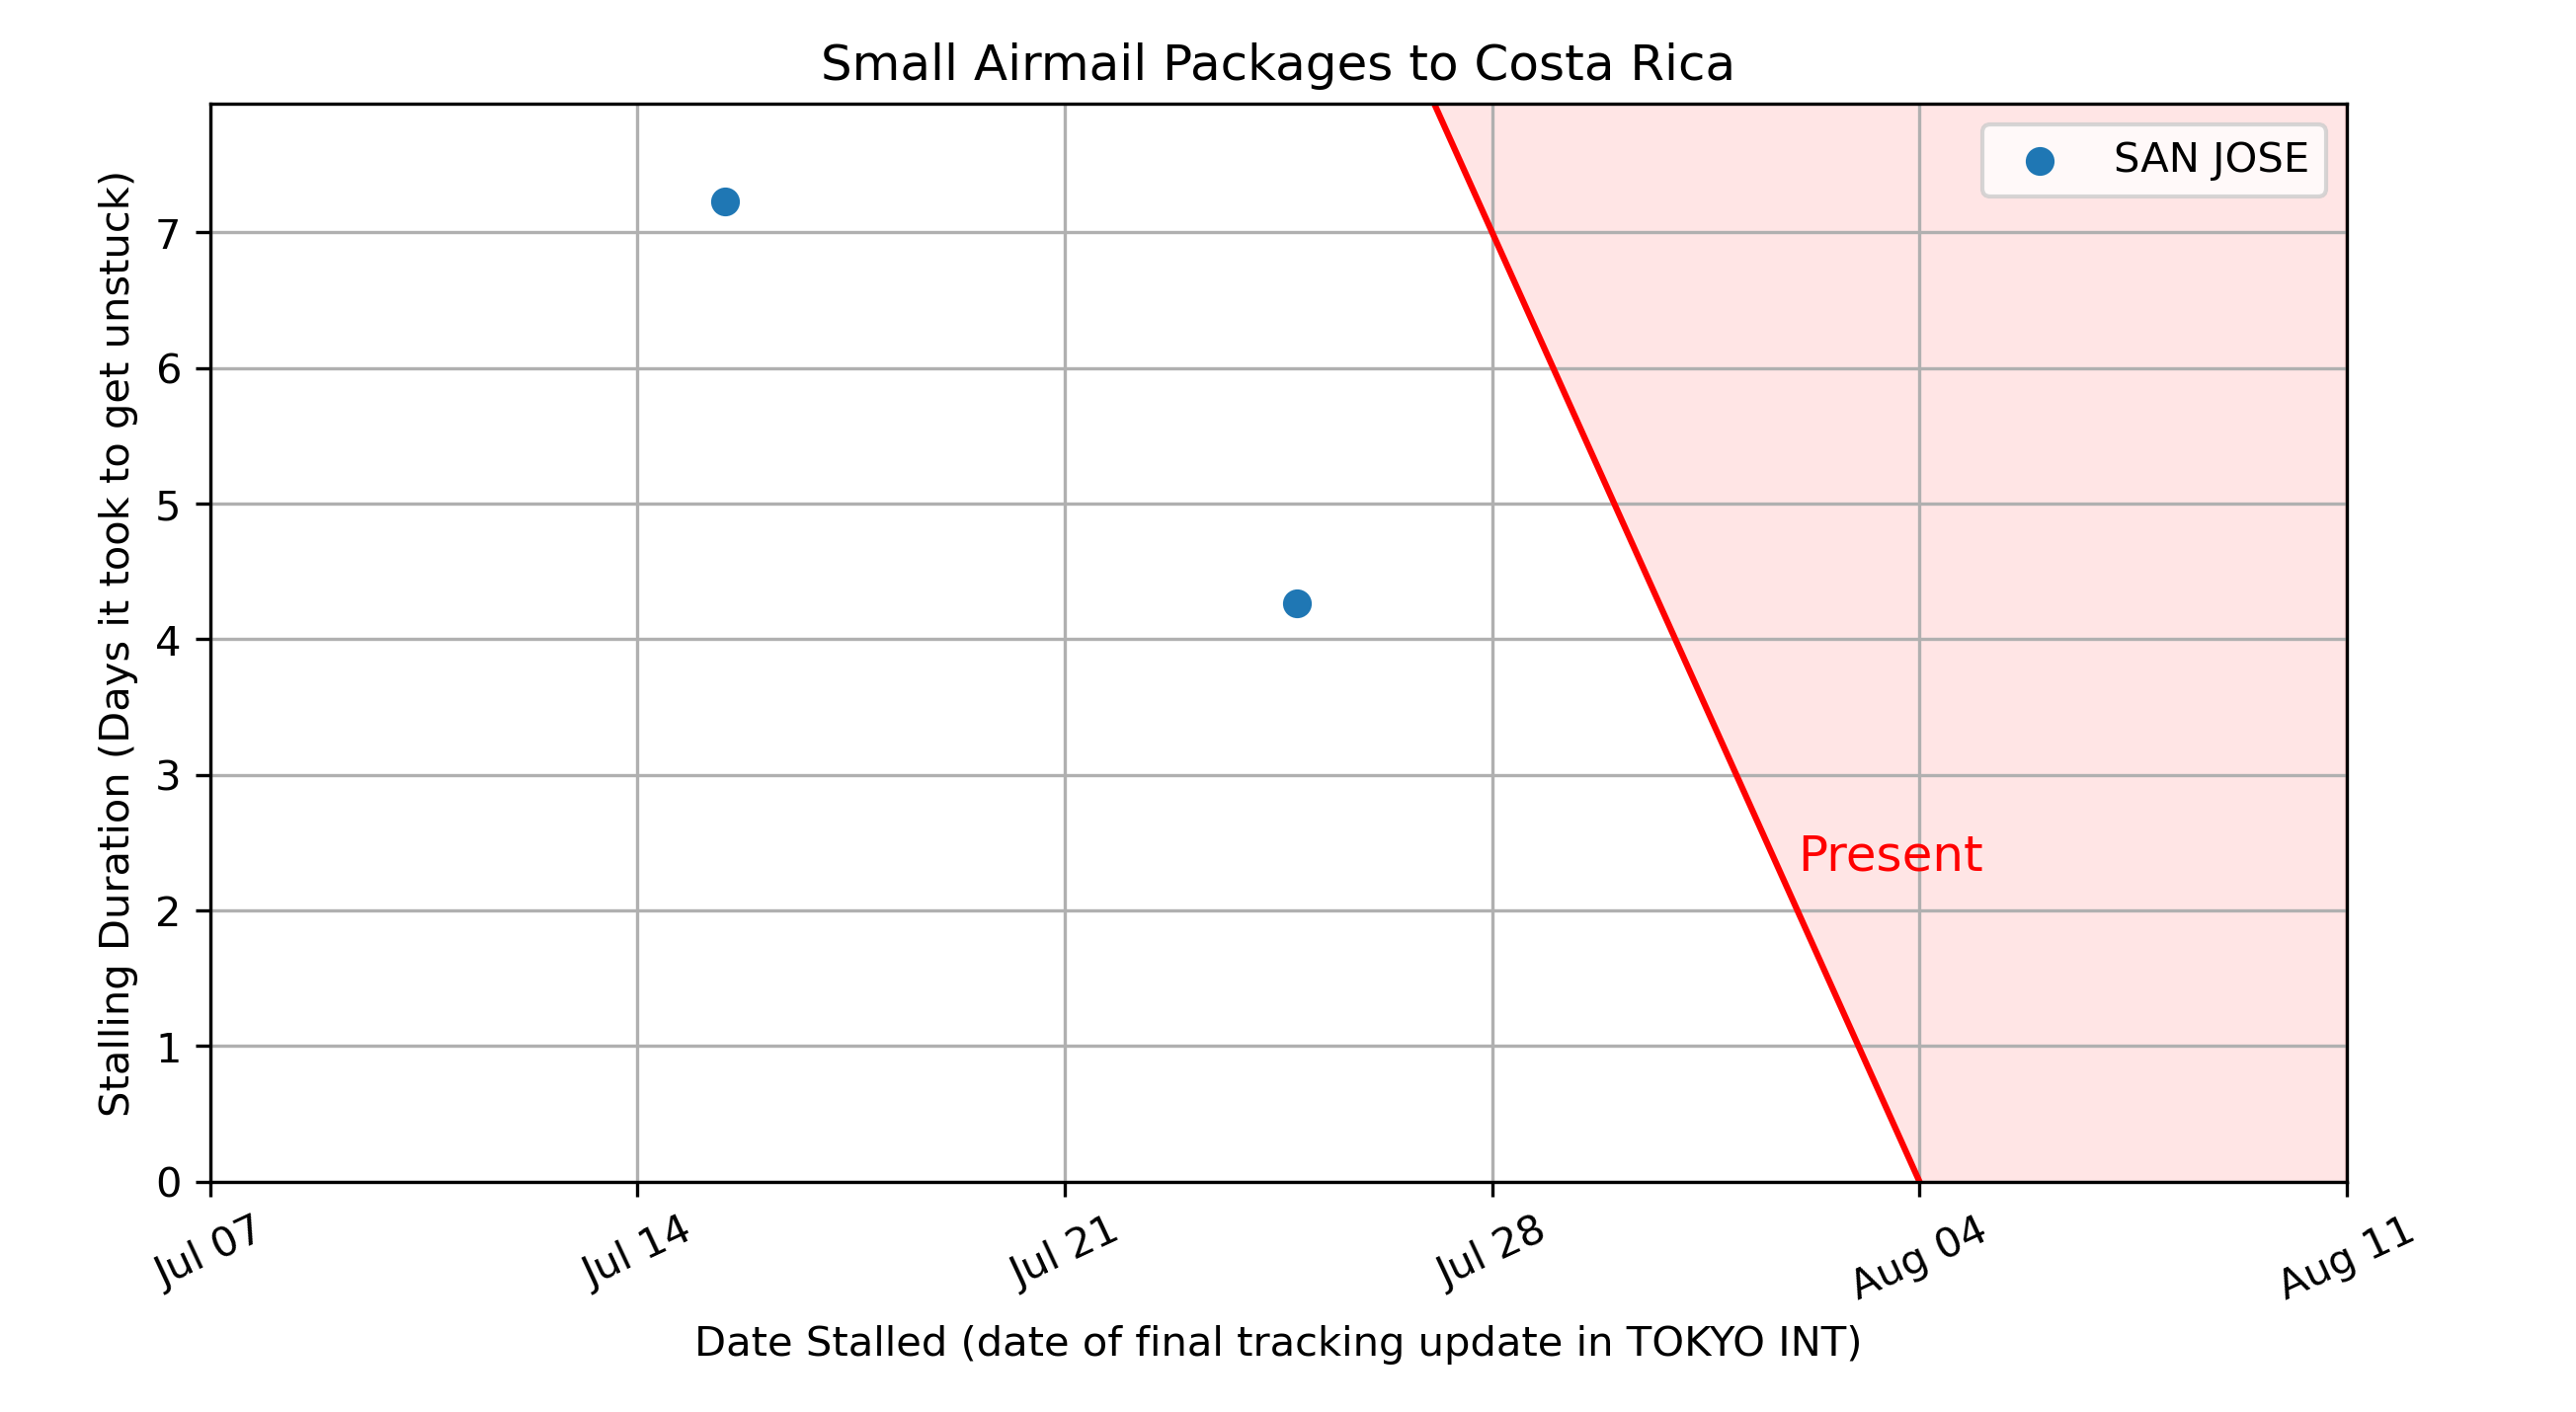 Small Airmail Packages to Costa Rica
SAN JOSE
Stalling Duration (Days it took to get unstuck)
7
6
5
4
3
2
1
0
Present
Jul 07
Jul 14
Jul 21
Jul 28
Aug 04
Aug 11
Date Stalled (date of final tracking update in TOKYO INT)